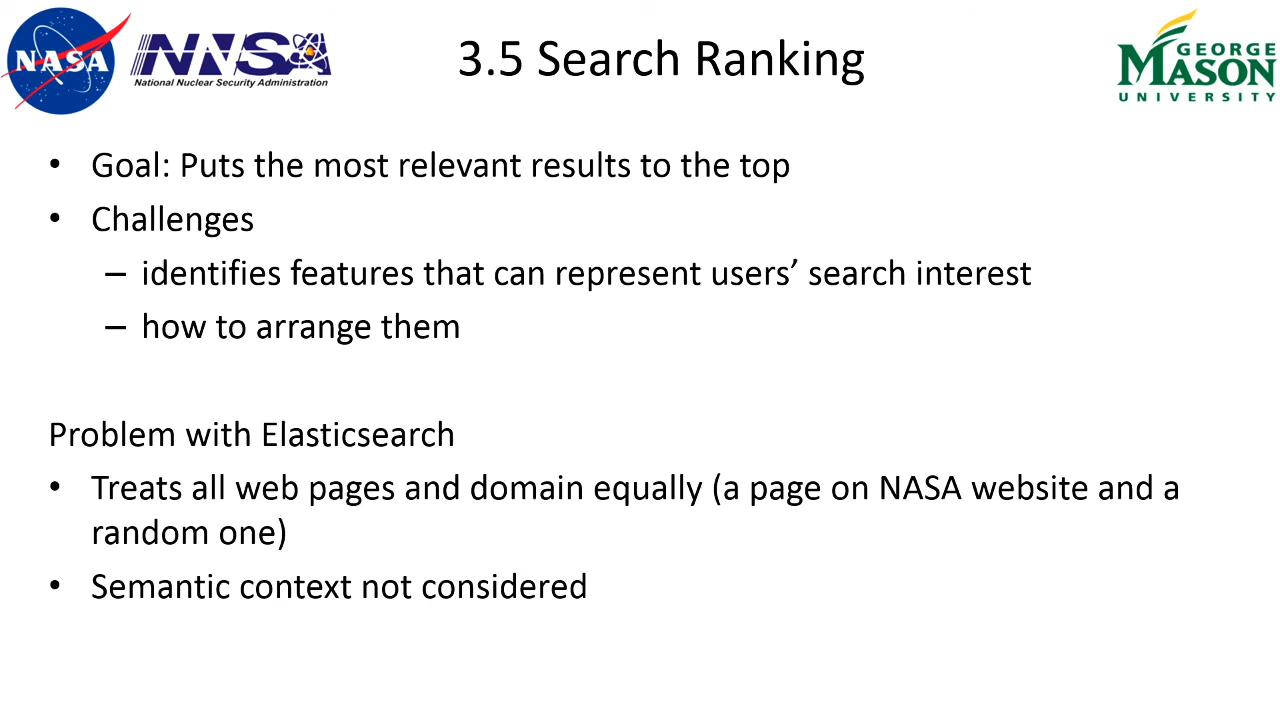 NASA
NNSA
National Nuclear Security Administration
3.5 Search Ranking
GEORGE
MASON
UNIVERSITY
• Goal: Puts the most relevant results to the top
• Challenges
– identifies features that can represent users’ search interest
– how to arrange them
Problem with Elasticsearch
• Treats all web pages and domain equally (a page on NASA website and a
random one)
• Semantic context not considered